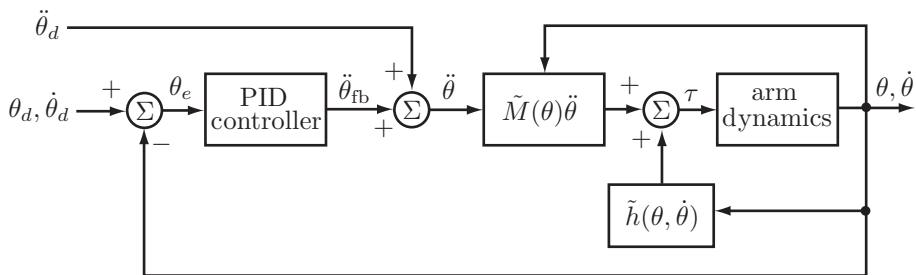 θ̈_d
θ_d, θ̇_d
+
−
Σ
θ_e
PID
controller
θ̈_fb
+
+
Σ
θ̈
M̃(θ)θ̈
+
+
Σ
τ
arm
dynamics
θ, θ̇
h̃(θ, θ̇)